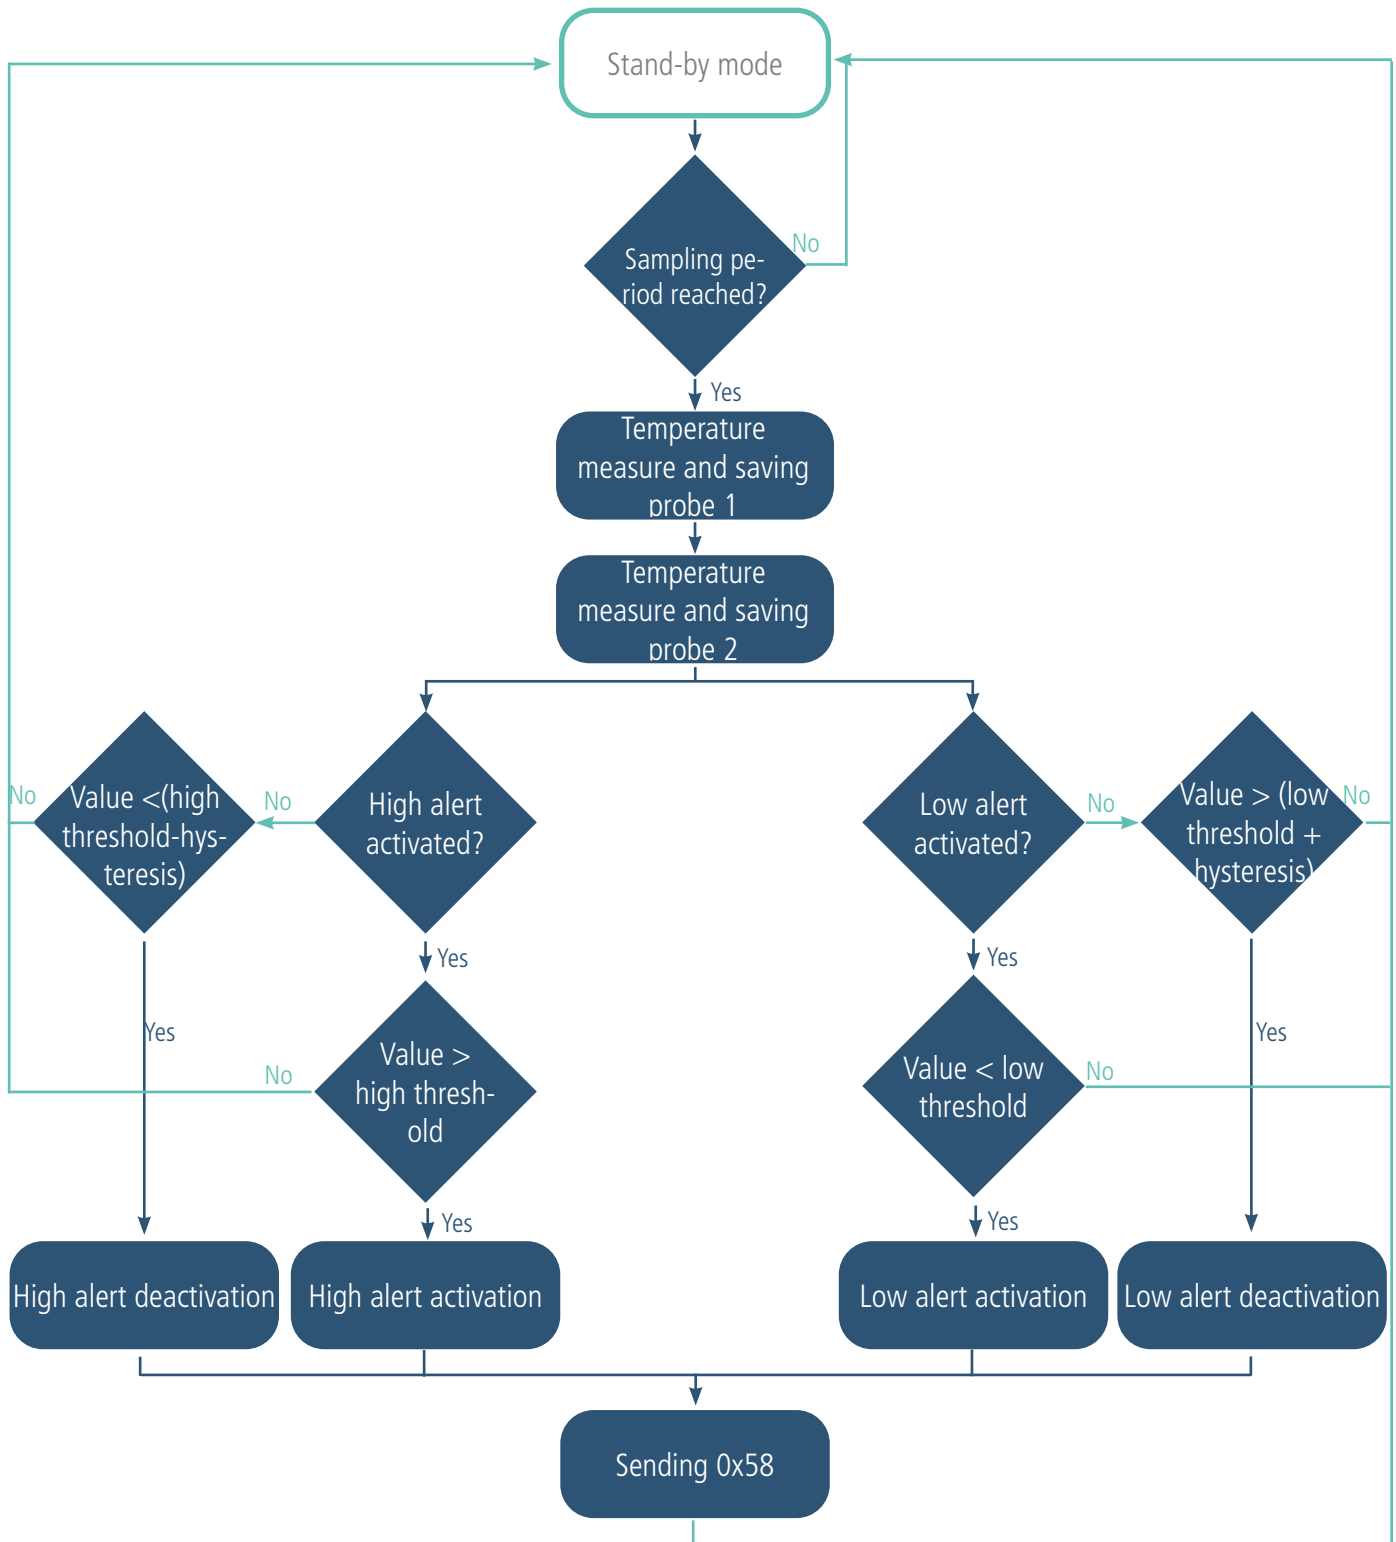 Stand-by mode
No
Sampling pe-
riod reached?
Yes
Temperature
measure and saving
probe 1
Temperature
measure and saving
probe 2
No
Value <(high
threshold-hys-
teresis)
No
High alert
activated?
Low alert
activated?
No
Value > (low
threshold +
hysteresis)
No
Yes
Yes
Yes
Yes
No
Value >
high thresh-
old
Value < low
threshold
No
Yes
Yes
High alert deactivation
High alert activation
Low alert activation
Low alert deactivation
Sending 0x58